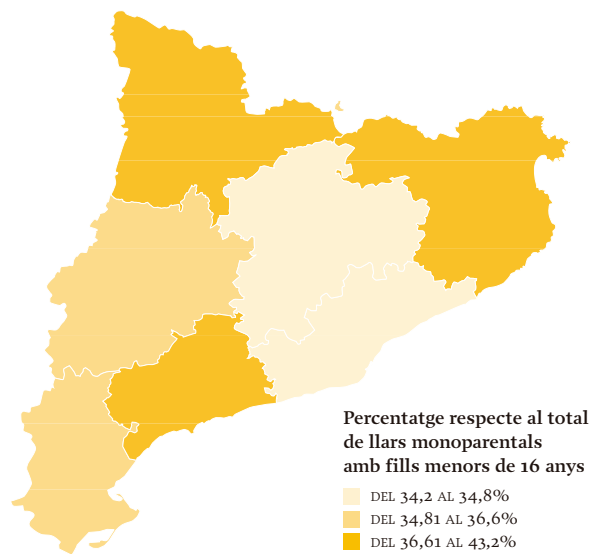 Percentatge respecte al total
de llars monoparentals
amb fills menors de 16 anys
DEL 34,2 AL 34,8%
DEL 34,81 AL 36,6%
DEL 36,61 AL 43,2%